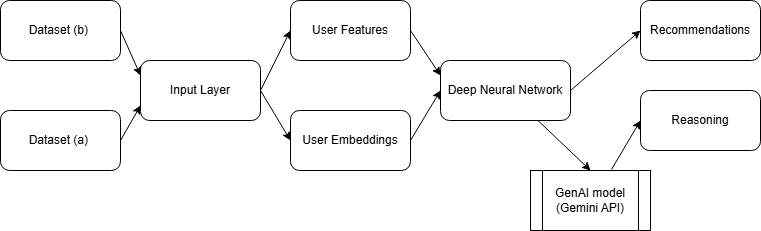 Dataset (b)
User Features
Recommendations
Input Layer
Deep Neural Network
Reasoning
Dataset (a)
User Embeddings
GenAI model
(Gemini API)